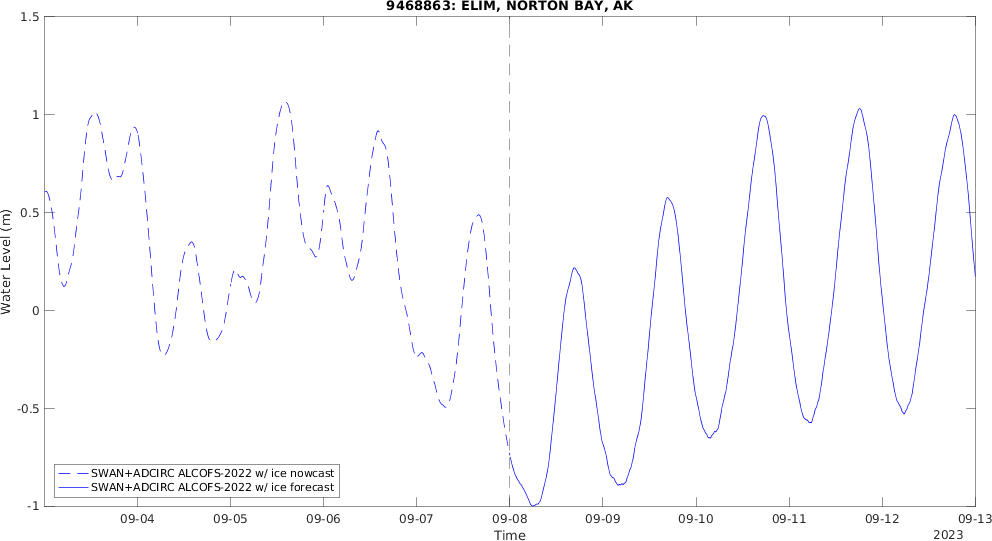 9468863: ELIM, NORTON BAY, AK
1.5
1
0.5
0
-0.5
-1
Water Level (m)
SWAN+ADCIRC ALCOFS-2022 w/ ice nowcast
SWAN+ADCIRC ALCOFS-2022 w/ ice forecast
09-04 09-05 09-06 09-07 09-08 09-09 09-10 09-11 09-12 09-13
Time
2023